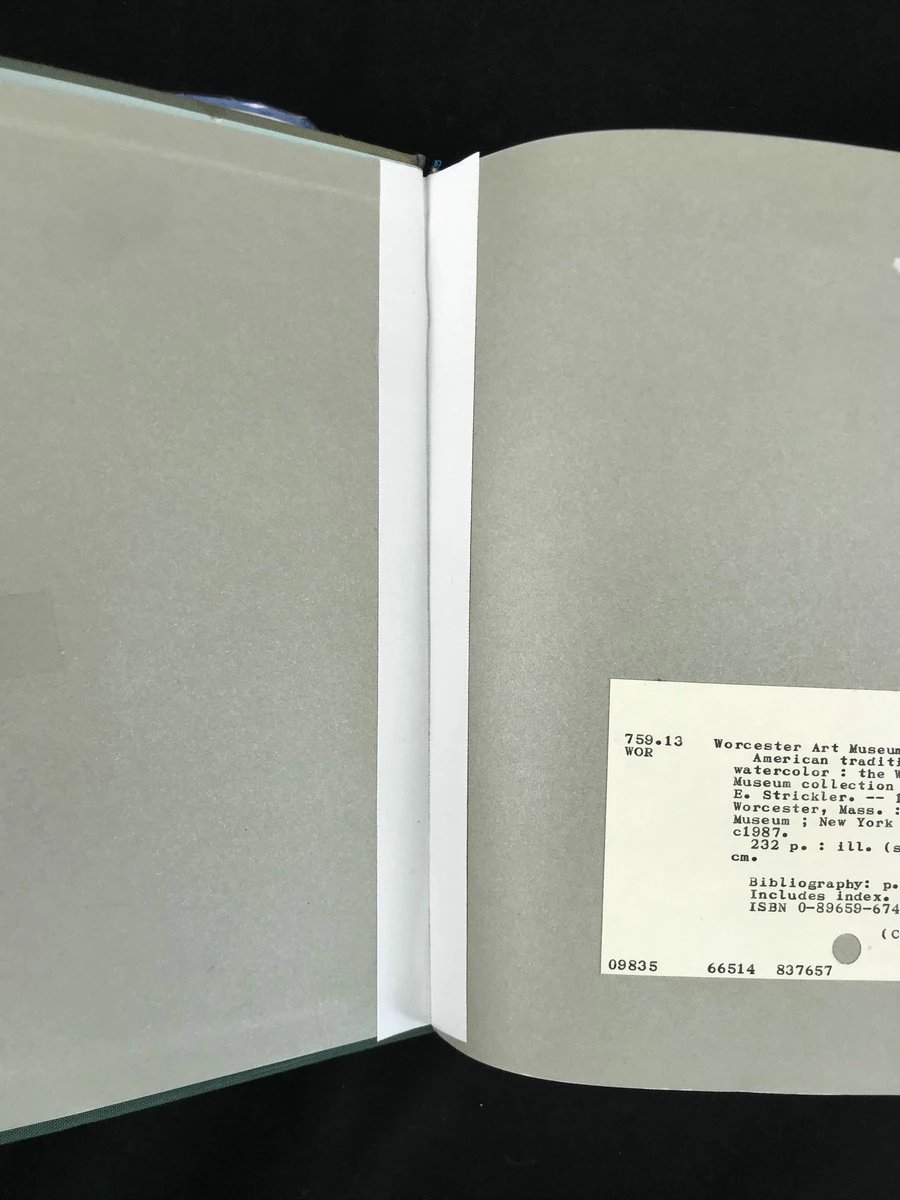 759.13 Worcester Art Museum
WOR American traditi
watercolor : the W
Museum collection
E. Strickler. -- 1
Worcester, Mass. :
Museum ; New York
c1987.
232 p. : ill. (s
cm.
Bibliography: p.
Includes index.
ISBN 0-89659-674
(C
09835 66514 837657